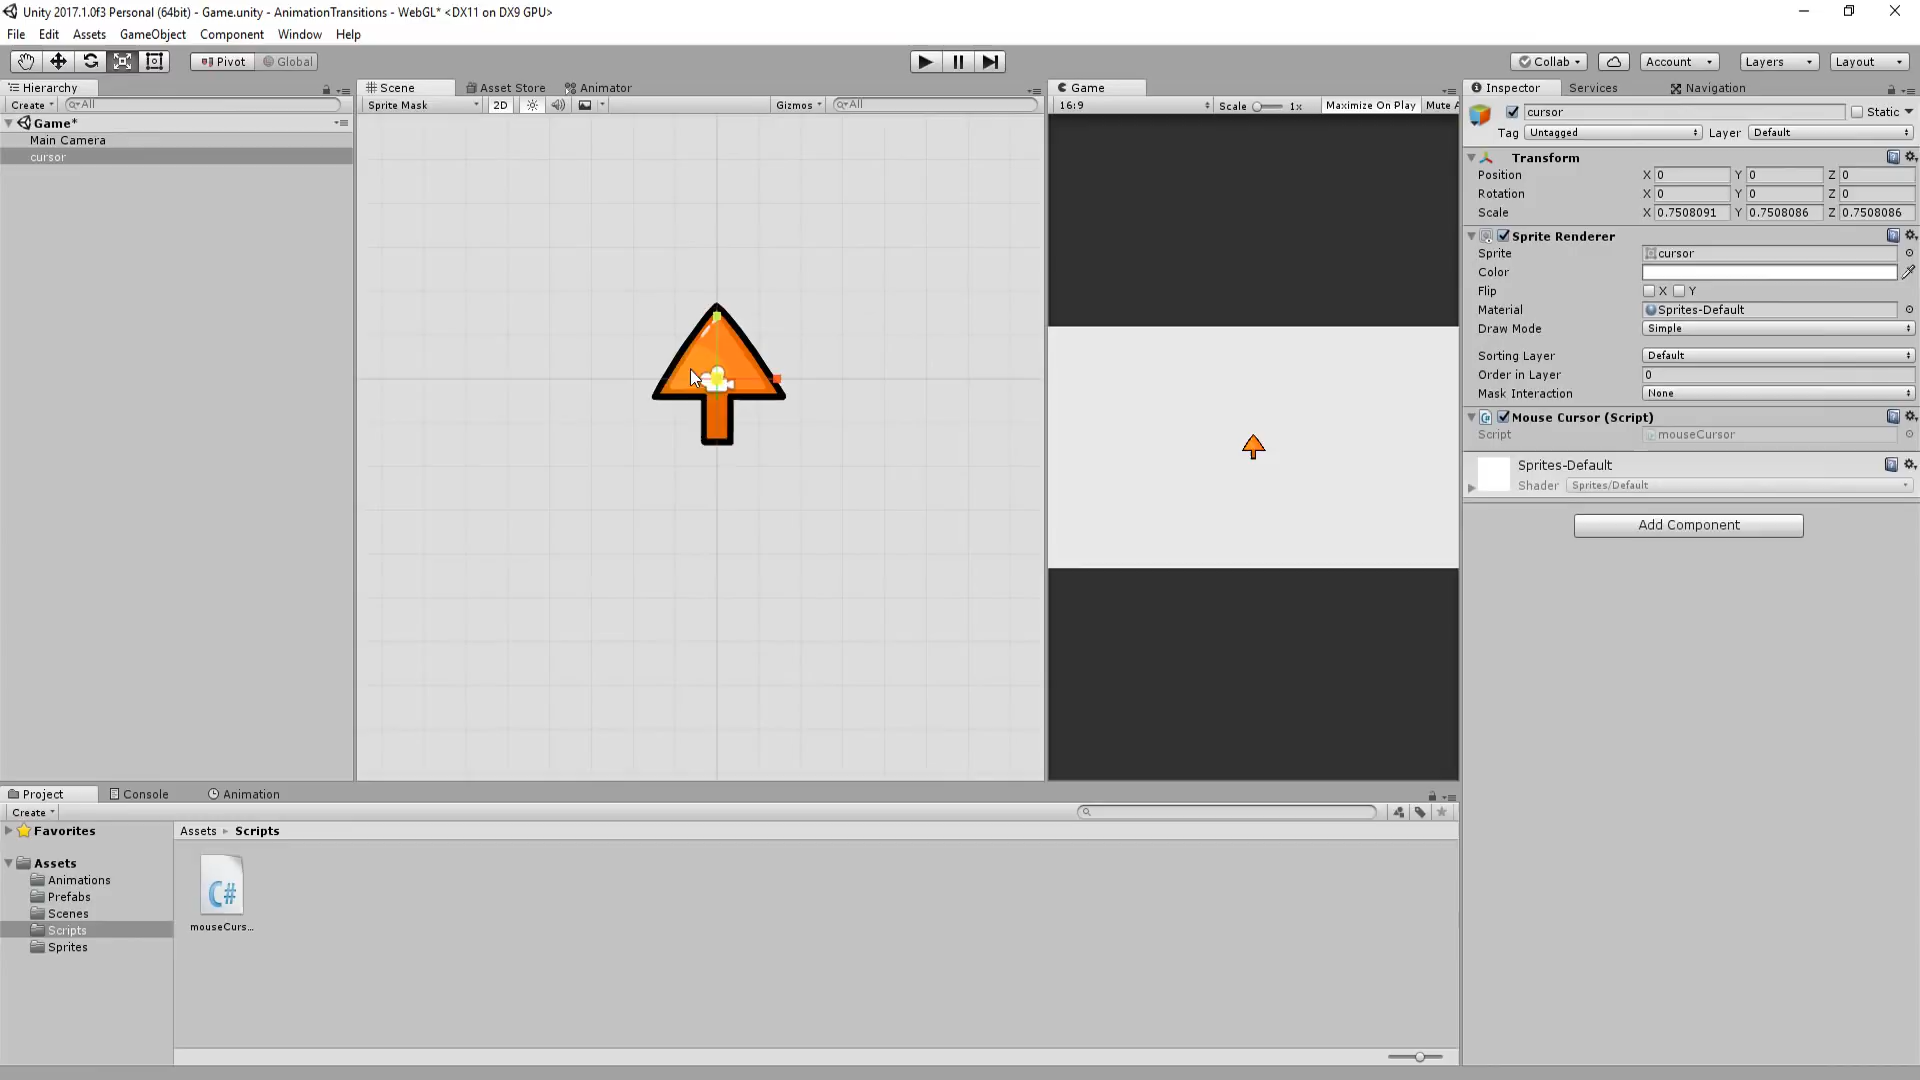 Unity 2017.1.0f3 Personal (64bit) - Game.unity - AnimationTransitions - WebGL* <DX11 on DX9 GPU>
File Edit Assets GameObject Component Window Help
Pivot Global Collab Account Layers Layout
Hierarchy Scene Asset Store Animator Game Inspector Services Navigation
Create All Sprite Mask 2D Gizmos All 16:9 Scale 1x Maximize On Play Mute A
cursor Static
Game*
Tag Untagged Layer Default
Main Camera
cursor
Transform
Position X 0 Y 0 Z 0
Rotation X 0 Y 0 Z 0
Scale X 0.7508091 Y 0.7508086 Z 0.7508086
Sprite Renderer
Sprite cursor
Color
Flip X Y
Material Sprites-Default
Draw Mode Simple
Sorting Layer Default
Order in Layer 0
Mask Interaction None
Mouse Cursor (Script)
Script mouseCursor
Sprites-Default
Shader Sprites/Default
Add Component
Project Console Animation
Create
Favorites
Assets Scripts
Assets
Animations
Prefabs
Scenes
Scripts
Sprites
C#
mouseCurs...